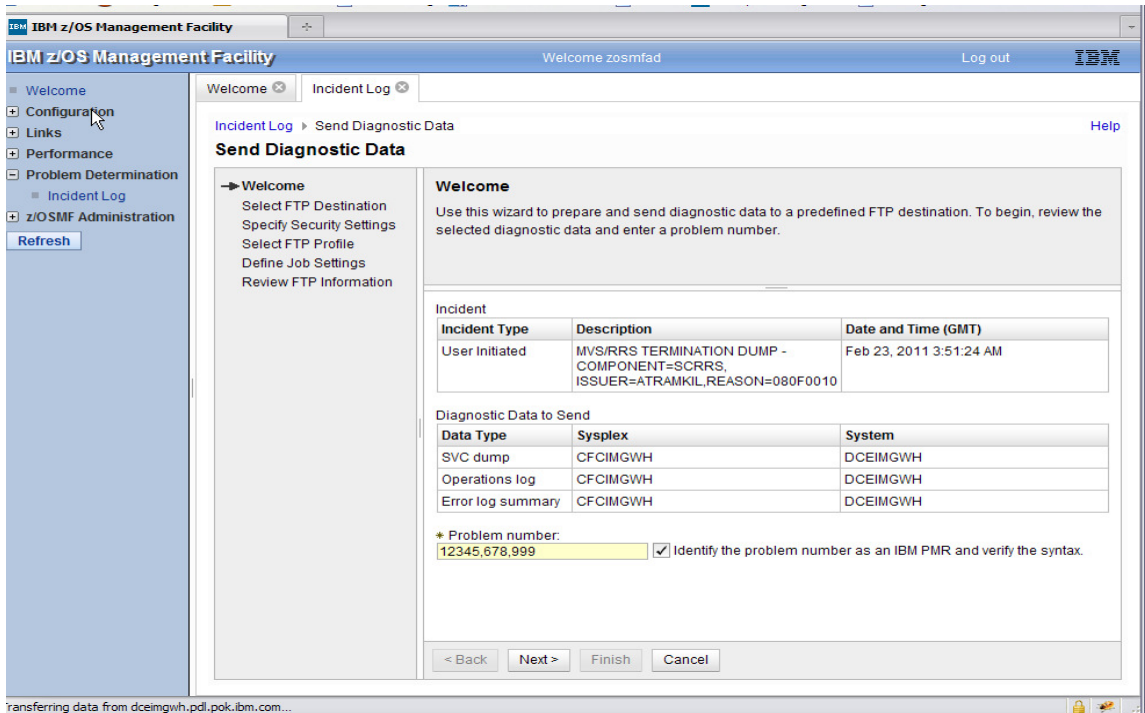 IBM IBM z/OS Management Facility
IBM z/OS Management Facility Welcome zosmfad Log out IBM
Welcome
Configuration
Links
Performance
Problem Determination
Incident Log
z/OSMF Administration
Refresh
Welcome Incident Log
Incident Log Send Diagnostic Data Help
Send Diagnostic Data
Welcome
Select FTP Destination
Specify Security Settings
Select FTP Profile
Define Job Settings
Review FTP Information
Welcome
Use this wizard to prepare and send diagnostic data to a predefined FTP destination. To begin, review the
selected diagnostic data and enter a problem number.
Incident
Incident Type Description Date and Time (GMT)
User Initiated MVS/RRS TERMINATION DUMP - Feb 23, 2011 3:51:24 AM
COMPONENT=SCRRS,
ISSUER=ATRAMKIL,REASON=080F0010
Diagnostic Data to Send
Data Type Sysplex System
SVC dump CFCIMGWH DCEIMGWH
Operations log CFCIMGWH DCEIMGWH
Error log summary CFCIMGWH DCEIMGWH
* Problem number:
12345,678,999 Identify the problem number as an IBM PMR and verify the syntax.
< Back Next > Finish Cancel
Transferring data from dceimgwh.pdl.pok.ibm.com...